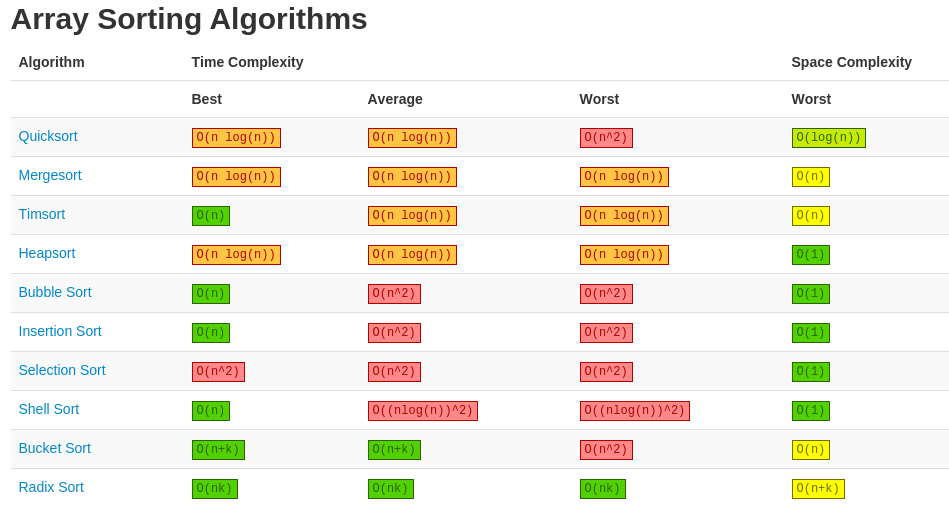 Array Sorting Algorithms
Algorithm Time Complexity Space Complexity
Best Average Worst Worst
Quicksort O(n log(n)) O(n log(n)) O(n^2) O(log(n))
Mergesort O(n log(n)) O(n log(n)) O(n log(n)) O(n)
Timsort O(n) O(n log(n)) O(n log(n)) O(n)
Heapsort O(n log(n)) O(n log(n)) O(n log(n)) O(1)
Bubble Sort O(n) O(n^2) O(n^2) O(1)
Insertion Sort O(n) O(n^2) O(n^2) O(1)
Selection Sort O(n^2) O(n^2) O(n^2) O(1)
Shell Sort O(n) O((nlog(n))^2) O((nlog(n))^2) O(1)
Bucket Sort O(n+k) O(n+k) O(n^2) O(n)
Radix Sort O(nk) O(nk) O(nk) O(n+k)